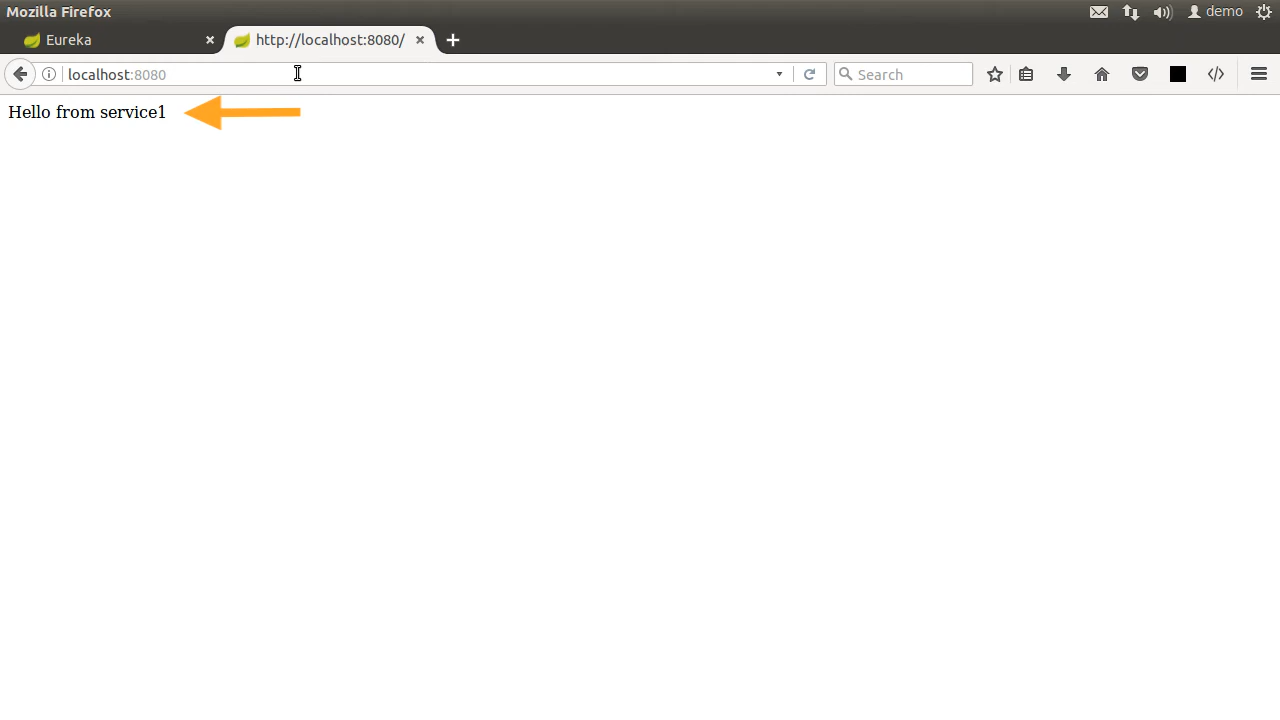 Mozilla Firefox
demo
Eureka
http://localhost:8080/
localhost:8080
Search
Hello from service1